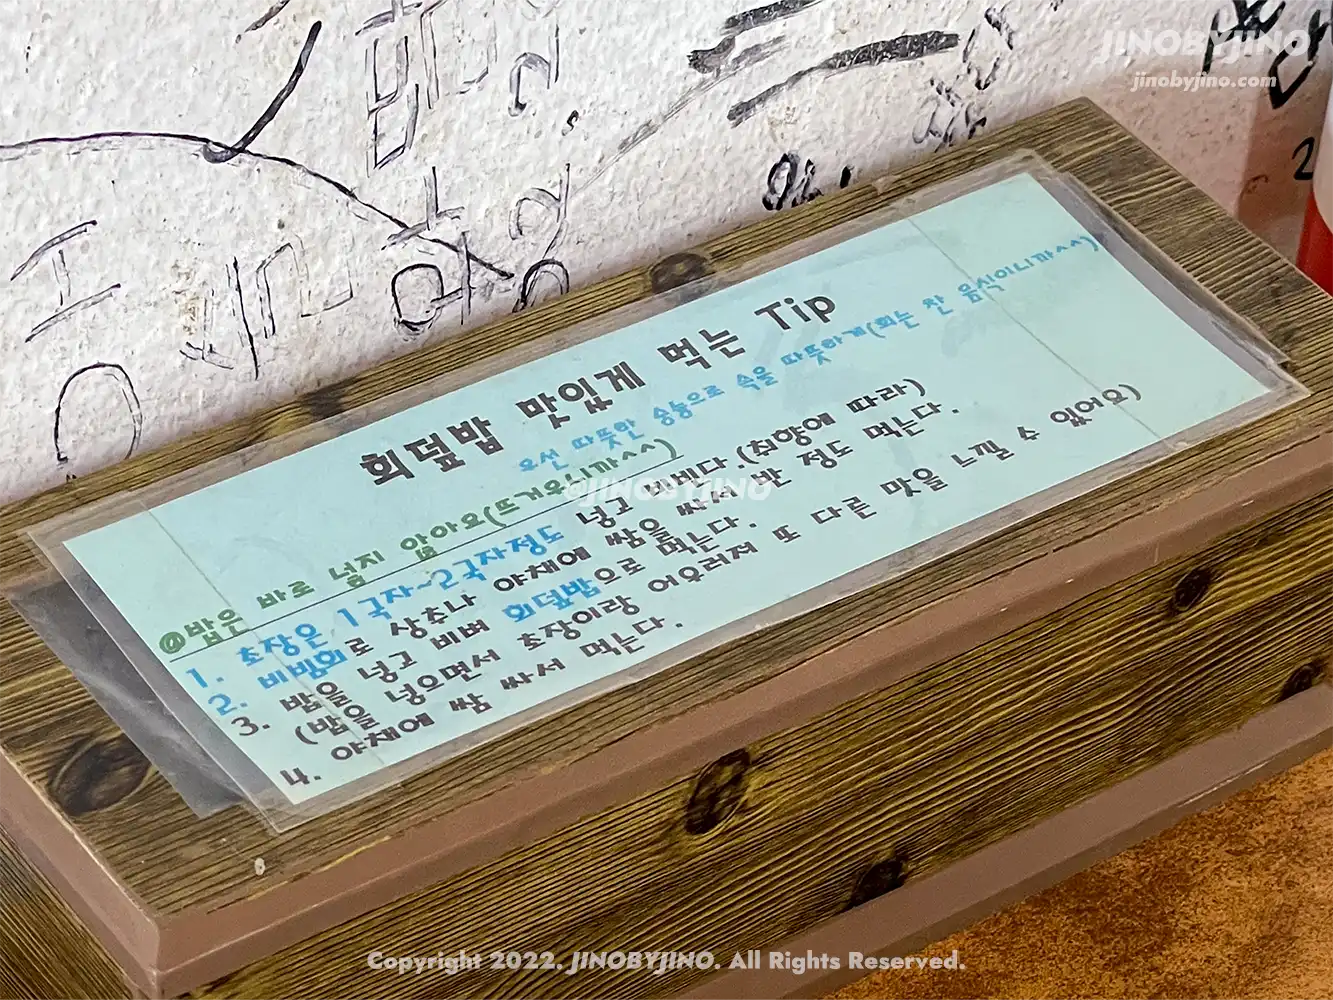 JINOBYJINO
jinobyjino.com
회덮밥 맛있게 먹는 Tip
우선 따뜻한 숭늉으로 속을 따뜻하게(회는 찬 음식이니까^^)
@밥은 바로 넣지 않아요(뜨거우니까^^)
1. 초장은 1국자~2국자정도 넣고 비비다.(취향에 따라)
2. 비빔회로 상추나 야채에 쌈을 싸서 반 정도 먹는다.
3. 밥을 넣고 비벼 회덮밥으로 먹는다.
(밥을 넣으면서 초장이랑 어우러져 또 다른 맛을 느낄 수 있어요)
4. 야채에 쌈 싸서 먹는다.
@JINOBYJINO
Copyright 2022. JINOBYJINO. All Rights Reserved.